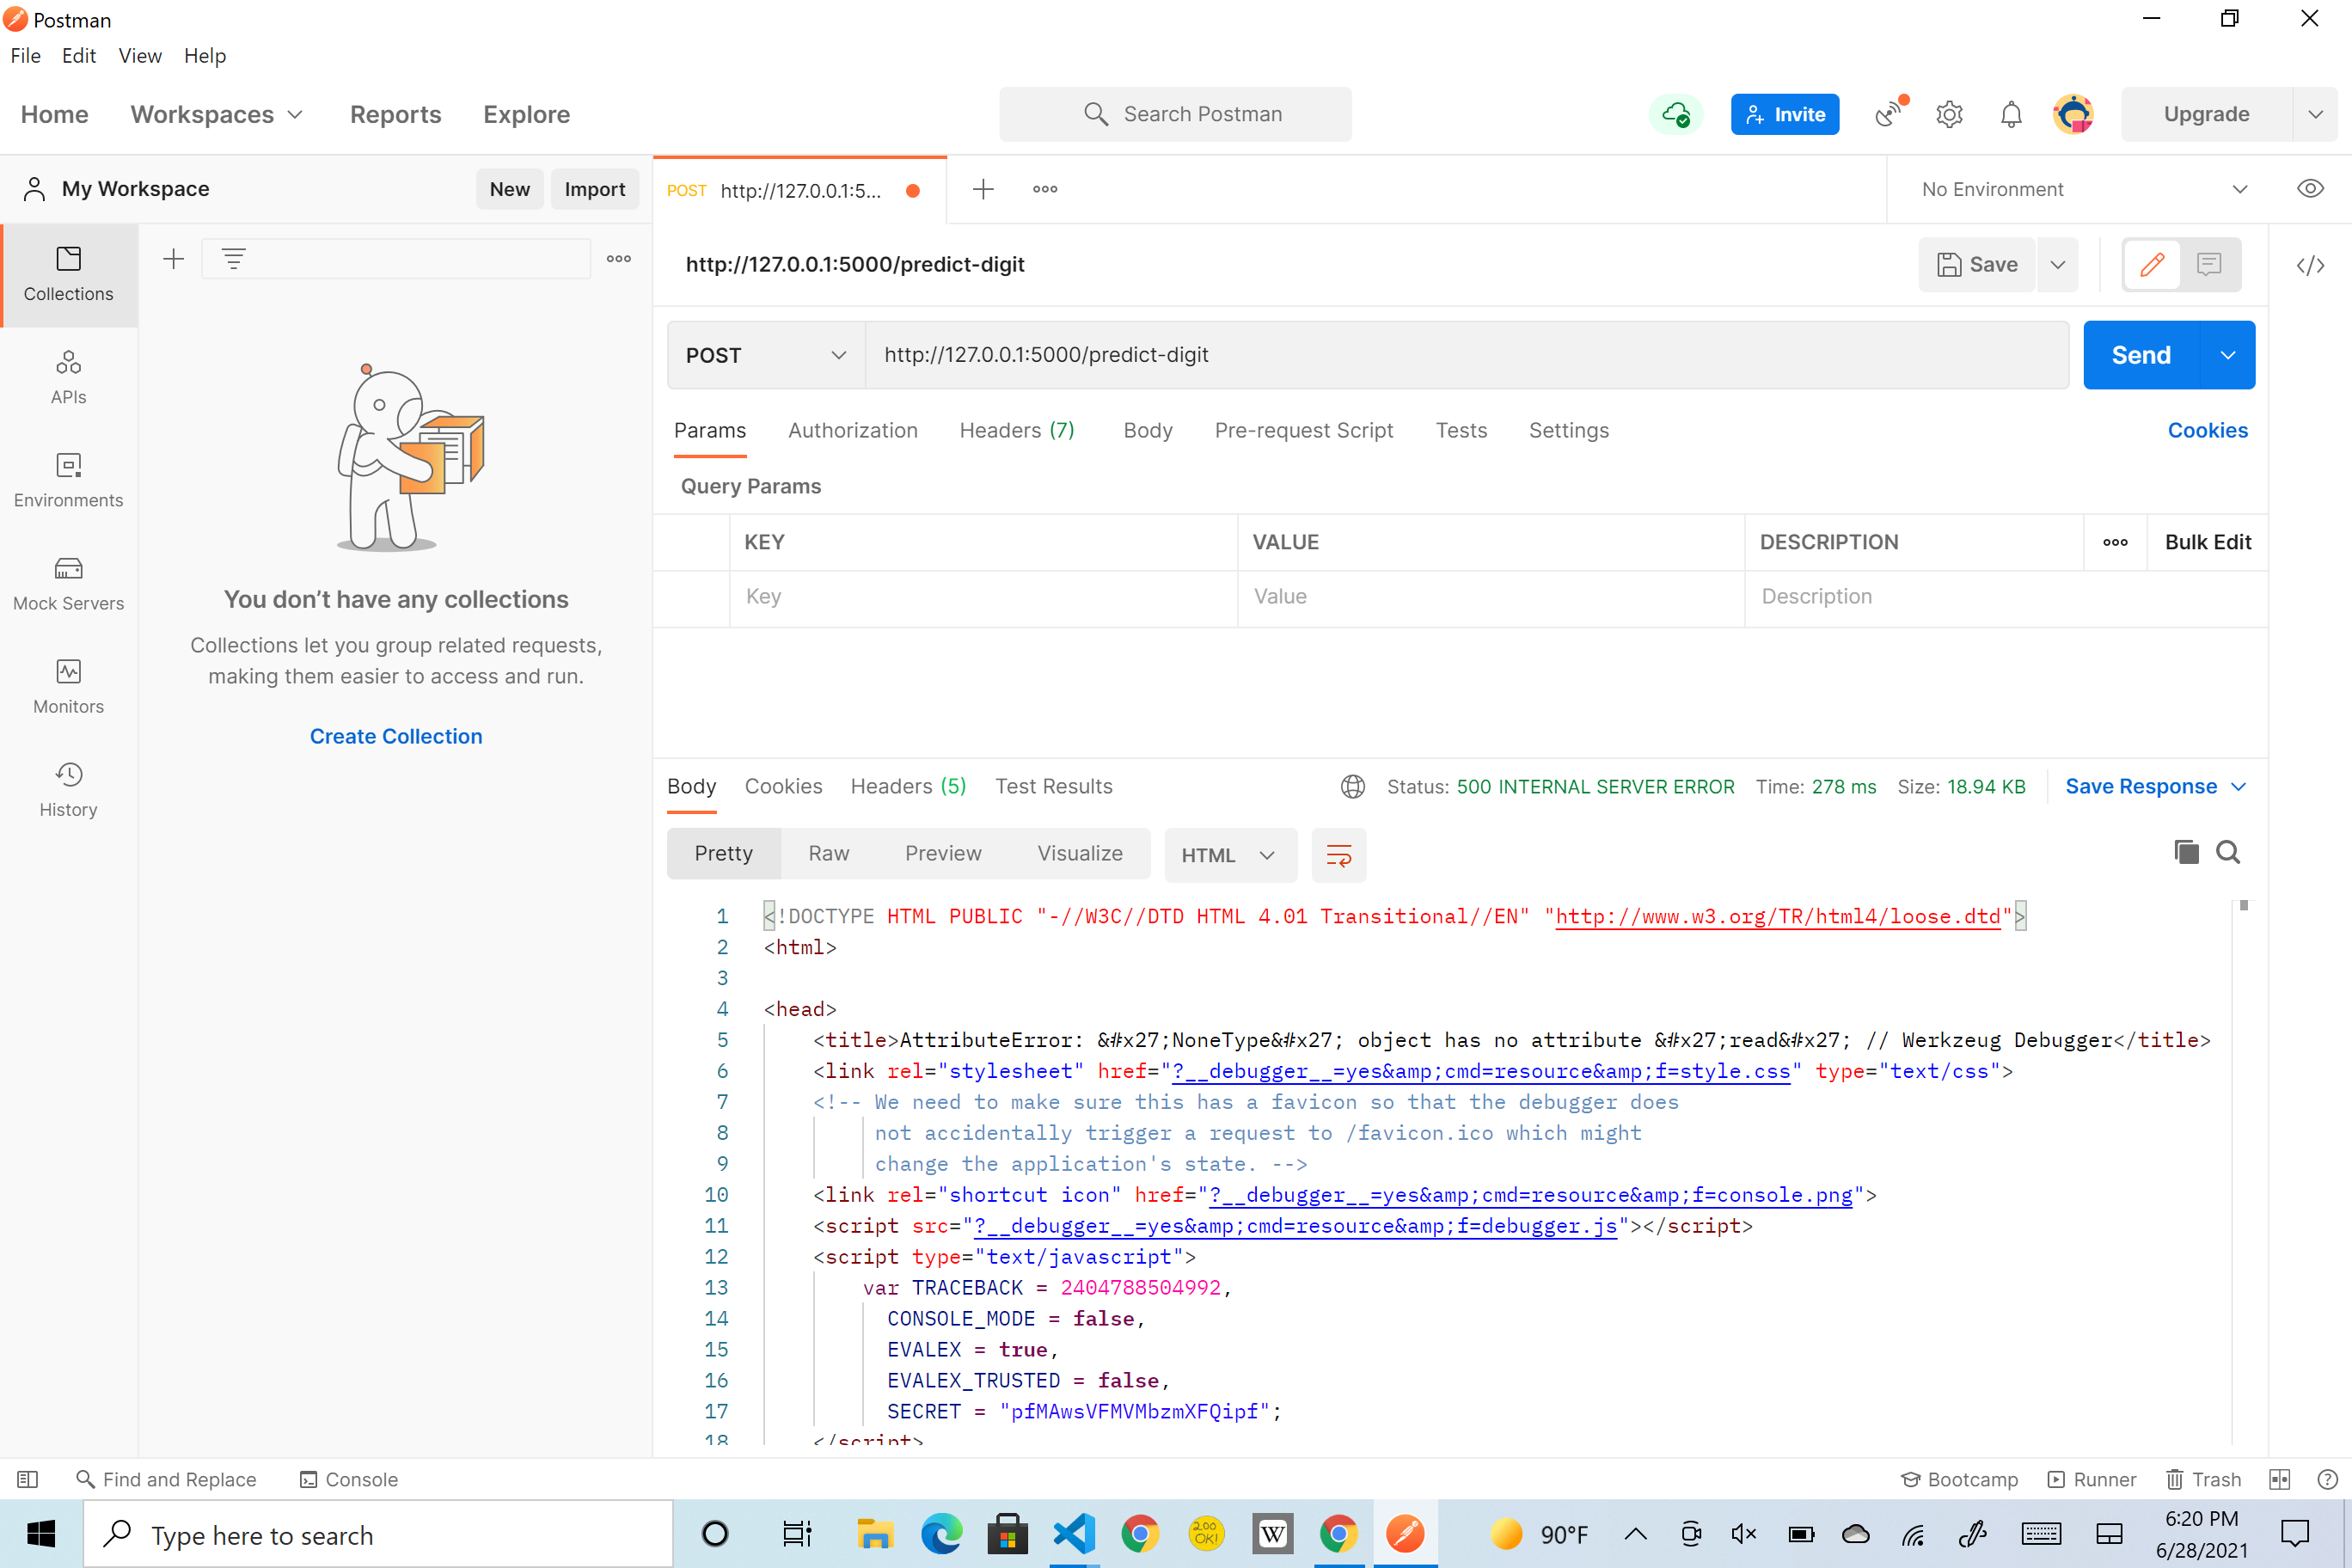 Postman
File Edit View Help
Home Workspaces Reports Explore
Search Postman
Invite
Upgrade
My Workspace
New Import
POST http://127.0.0.1:5...
No Environment
Collections
APIs
Environments
Mock Servers
Monitors
History
You don’t have any collections
Collections let you group related requests,
making them easier to access and run.
Create Collection
http://127.0.0.1:5000/predict-digit
Save
POST http://127.0.0.1:5000/predict-digit
Send
Params Authorization Headers (7) Body Pre-request Script Tests Settings Cookies
Query Params
KEY VALUE DESCRIPTION Bulk Edit
Key Value Description
Body Cookies Headers (5) Test Results Status: 500 INTERNAL SERVER ERROR Time: 278 ms Size: 18.94 KB Save Response
Pretty Raw Preview Visualize HTML
1 <!DOCTYPE HTML PUBLIC "-//W3C//DTD HTML 4.01 Transitional//EN" "http://www.w3.org/TR/html4/loose.dtd">
2 <html>
3
4 <head>
5 <title>AttributeError: &#x27;NoneType&#x27; object has no attribute &#x27;read&#x27; // Werkzeug Debugger</title>
6 <link rel="stylesheet" href="?__debugger__=yes&amp;cmd=resource&amp;f=style.css" type="text/css">
7 <!-- We need to make sure this has a favicon so that the debugger does
8 not accidentally trigger a request to /favicon.ico which might
9 change the application's state. -->
10 <link rel="shortcut icon" href="?__debugger__=yes&amp;cmd=resource&amp;f=console.png">
11 <script src="?__debugger__=yes&amp;cmd=resource&amp;f=debugger.js"></script>
12 <script type="text/javascript">
13 var TRACEBACK = 2404788504992,
14 CONSOLE_MODE = false,
15 EVALEX = true,
16 EVALEX_TRUSTED = false,
17 SECRET = "pfMAwsVFMVMbzmXFQipf";
18 </script>
Find and Replace Console
Bootcamp Runner Trash
Type here to search
200 OK!
W
90°F
6:20 PM
6/28/2021